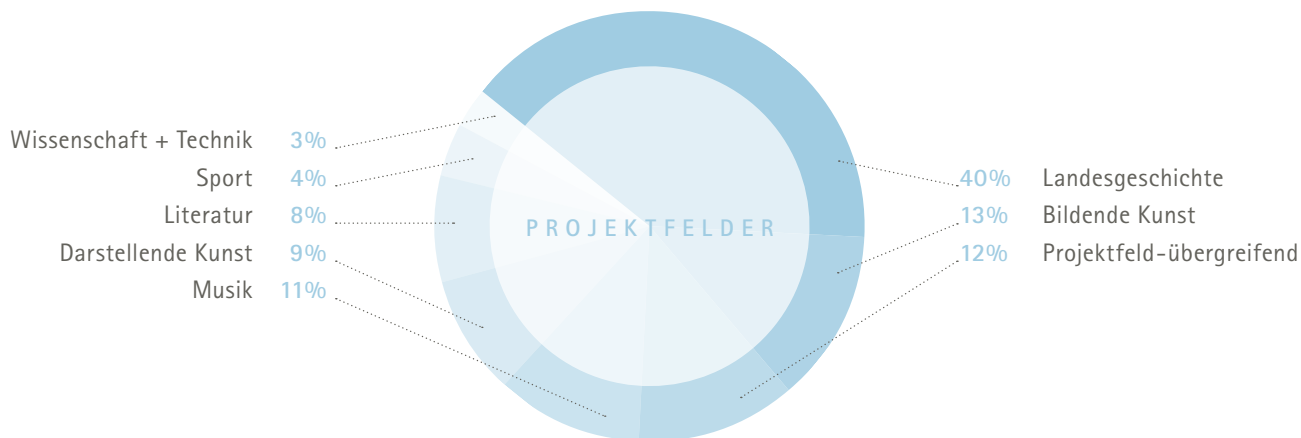 Wissenschaft + Technik 3%
Sport 4%
Literatur 8%
Darstellende Kunst 9%
Musik 11%
PROJEKTFELDER
40% Landesgeschichte
13% Bildende Kunst
12% Projektfeld-übergreifend